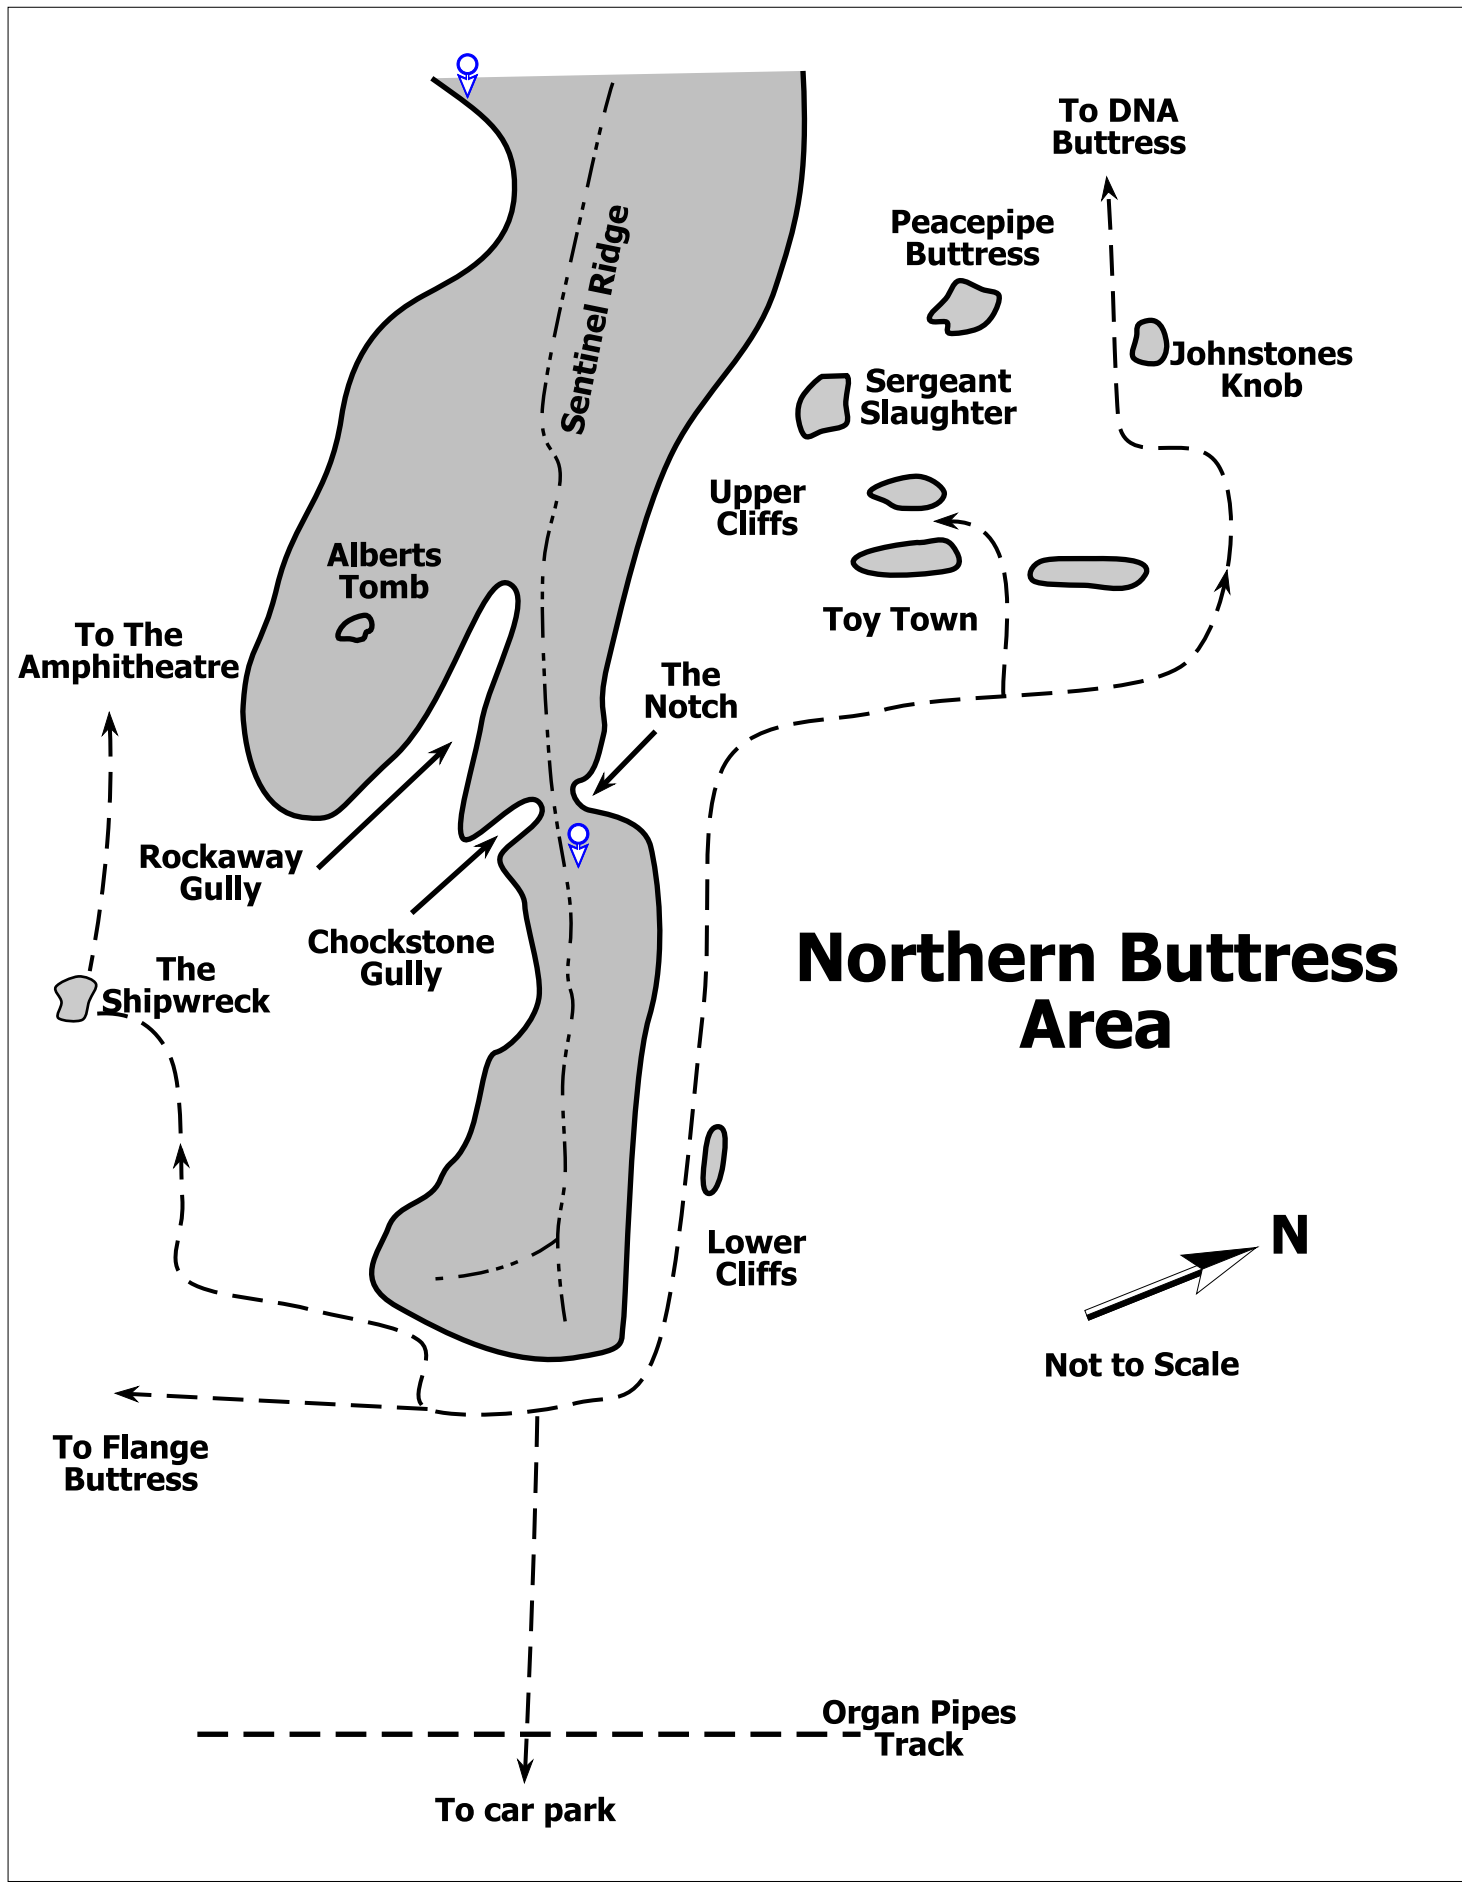 To DNA
Buttress
Peacepipe
Buttress
Sentinel Ridge
Johnstones
Knob
Sergeant
Slaughter
Upper
Cliffs
Alberts
Tomb
Toy Town
To The
Amphitheatre
The
Notch
Rockaway
Gully
Chockstone
Gully
The
Shipwreck
Northern Buttress
Area
N
Lower
Cliffs
Not to Scale
To Flange
Buttress
Organ Pipes
Track
To car park